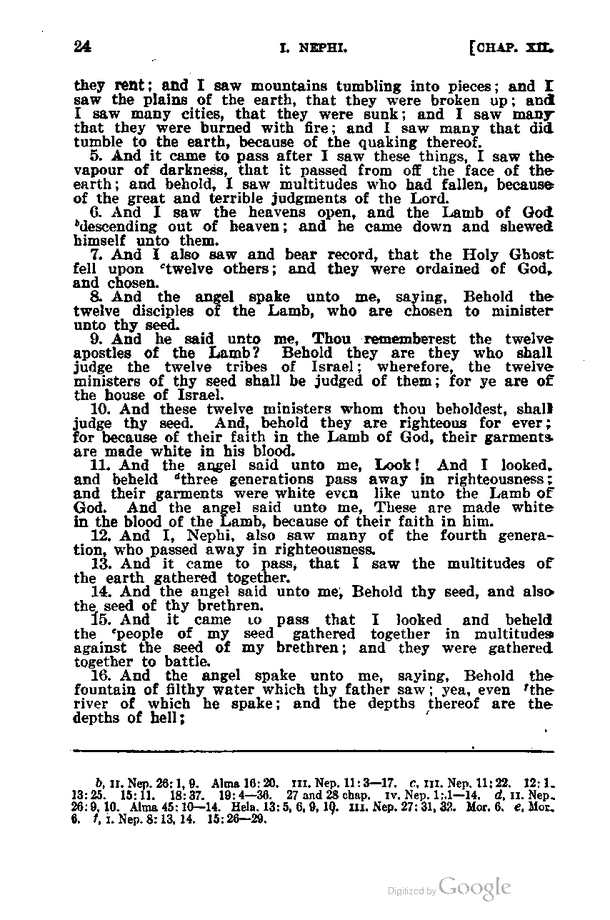 24 I. NEPHI. [CHAP. XII.
they rent; and I saw mountains tumbling into pieces; and I
saw the plains of the earth, that they were broken up; and
I saw many cities, that they were sunk; and I saw many
that they were burned with fire; and I saw many that did
tumble to the earth, because of the quaking thereof.
5. And it came to pass after I saw these things, I saw the
vapour of darkness, that it passed from off the face of the
earth; and behold, I saw multitudes who had fallen, because
of the great and terrible judgments of the Lord.
6. And I saw the heavens open, and the Lamb of God
bdescending out of heaven; and he came down and shewed
himself unto them.
7. And I also saw and bear record, that the Holy Ghost
fell upon ctwelve others; and they were ordained of God,
and chosen.
8. And the angel spake unto me, saying, Behold the
twelve disciples of the Lamb, who are chosen to minister
unto thy seed.
9. And he said unto me, Thou rememberest the twelve
apostles of the Lamb? Behold they are they who shall
judge the twelve tribes of Israel; wherefore, the twelve
ministers of thy seed shall be judged of them; for ye are of
the house of Israel.
10. And these twelve ministers whom thou beholdest, shall
judge thy seed. And, behold they are righteous for ever;
for because of their faith in the Lamb of God, their garments
are made white in his blood.
11. And the angel said unto me, Look! And I looked,
and beheld dthree generations pass away in righteousness;
and their garments were white even like unto the Lamb of
God. And the angel said unto me, These are made white
in the blood of the Lamb, because of their faith in him.
12. And I, Nephi, also saw many of the fourth genera-
tion, who passed away in righteousness.
13. And it came to pass, that I saw the multitudes of
the earth gathered together.
14. And the angel said unto me, Behold thy seed, and also
the seed of thy brethren.
15. And it came to pass that I looked and beheld
the epeople of my seed gathered together in multitudes
against the seed of my brethren; and they were gathered
together to battle.
16. And the angel spake unto me, saying, Behold the
fountain of filthy water which thy father saw; yea, even fthe
river of which he spake; and the depths thereof are the
depths of hell;
b, II. Nep. 26:1, 9. Alma 16:20. III. Nep. 11:3—17. c, III. Nep. 11:22. 12:1.
13:25. 15:11. 18:37. 19:4—36. 27 and 28 chap. IV. Nep. 1:1—14. d, II. Nep.
26:9, 10. Alma 45:10—14. Hela. 13:5, 6, 9, 10. III. Nep. 27:31, 32. Mor. 6. e, Mor.
6. f, I. Nep. 8:13, 14. 15:26—29.
Digitized by Google